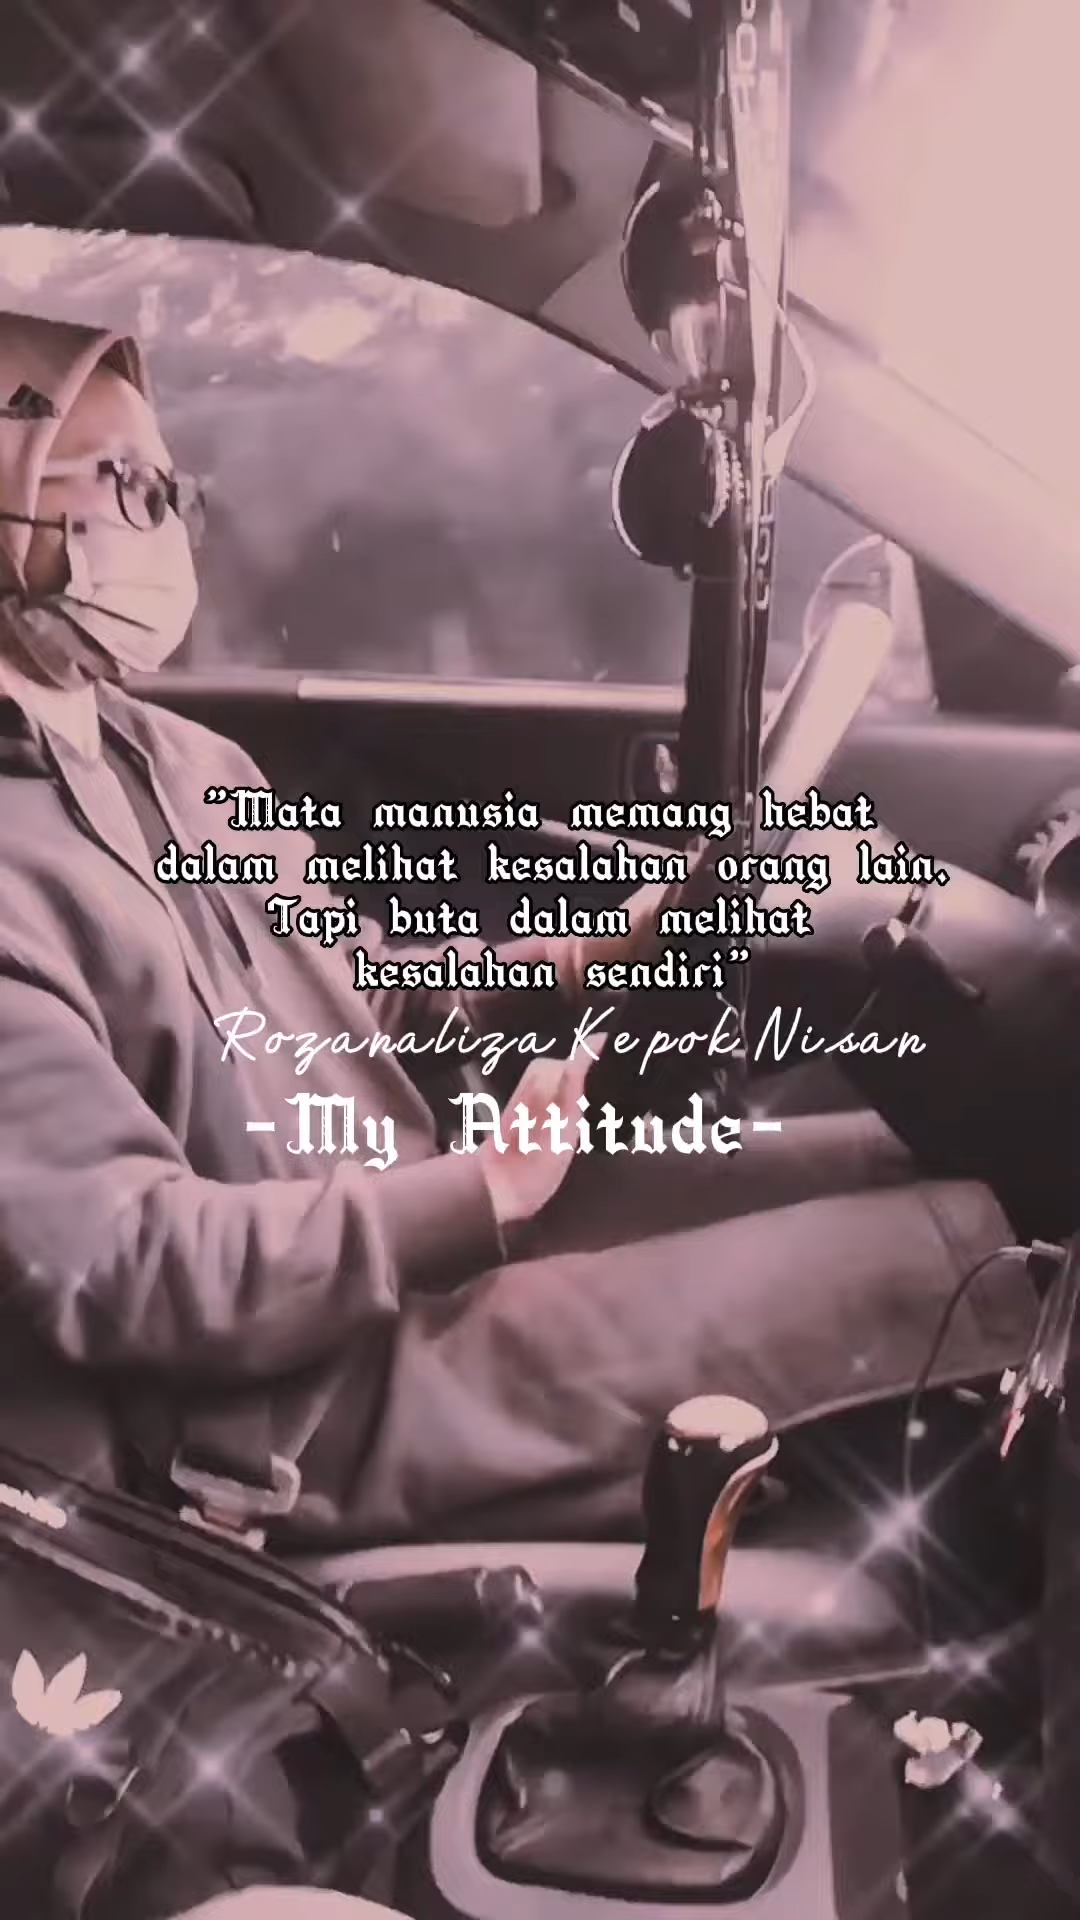 "Mata manusia memang hebat
dalam melihat kesalahan orang lain.
Tapi buta dalam melihat
kesalahan sendiri"
Rozanaliza Kepok Nisan
-My Attitude-